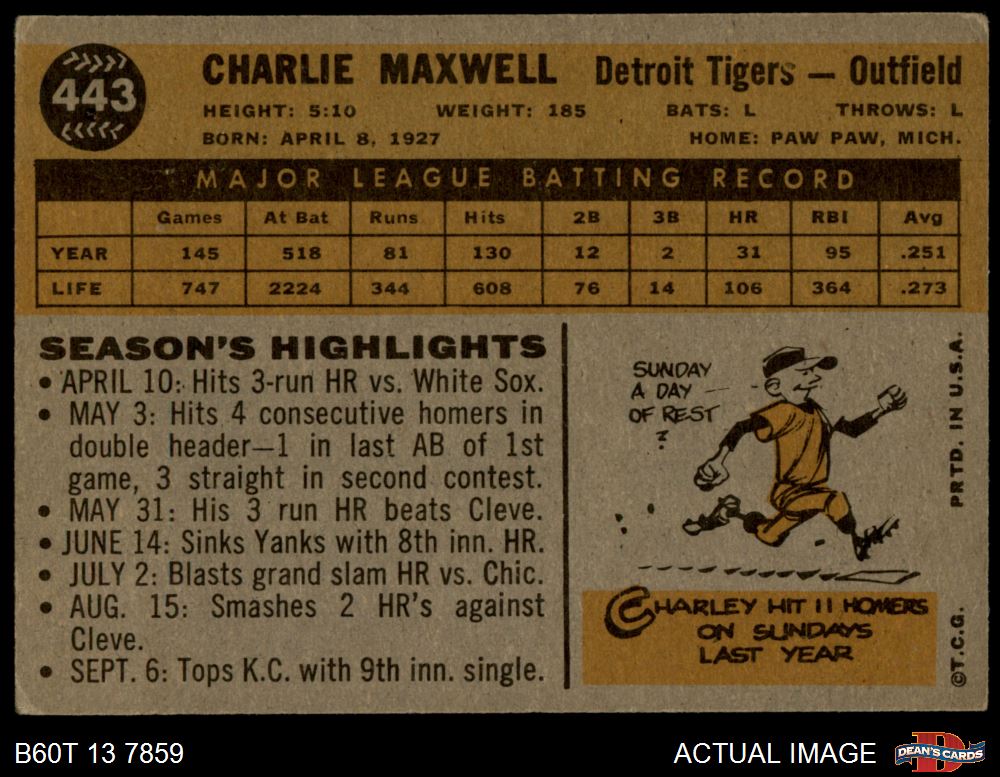 443
CHARLIE MAXWELL Detroit Tigers — Outfield
HEIGHT: 5:10 WEIGHT: 185 BATS: L THROWS: L
BORN: APRIL 8, 1927 HOME: PAW PAW, MICH.
MAJOR LEAGUE BATTING RECORD
Games At Bat Runs Hits 2B 3B HR RBI Avg
YEAR 145 518 81 130 12 2 31 95 .251
LIFE 747 2224 344 608 76 14 106 364 .273
SEASON'S HIGHLIGHTS
• APRIL 10: Hits 3-run HR vs. White Sox.
• MAY 3: Hits 4 consecutive homers in
double header—1 in last AB of 1st
game, 3 straight in second contest.
• MAY 31: His 3 run HR beats Cleve.
• JUNE 14: Sinks Yanks with 8th inn. HR.
• JULY 2: Blasts grand slam HR vs. Chic.
• AUG. 15: Smashes 2 HR's against
Cleve.
• SEPT. 6: Tops K.C. with 9th inn. single.
SUNDAY
A DAY
OF REST
?
CHARLEY HIT 11 HOMERS
ON SUNDAYS
LAST YEAR
PRTD. IN U.S.A.
©T.C.G.
B60T 13 7859
ACTUAL IMAGE
D
DEAN'S CARDS